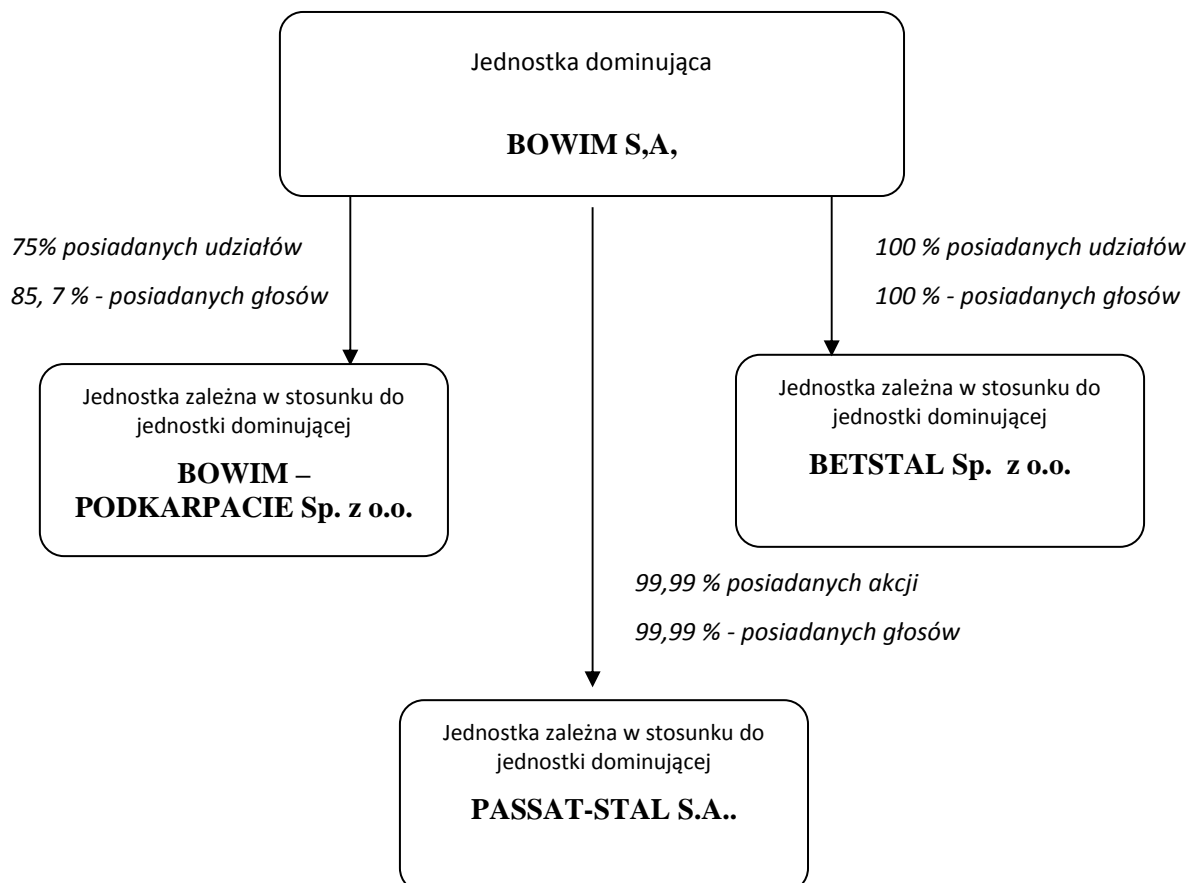 Jednostka dominująca
BOWIM S,A,
75% posiadanych udziałów
85, 7 % - posiadanych głosów
100 % posiadanych udziałów
100 % - posiadanych głosów
Jednostka zależna w stosunku do
jednostki dominującej
BOWIM –
PODKARPACIE Sp. z o.o.
Jednostka zależna w stosunku do
jednostki dominującej
BETSTAL Sp. z o.o.
99,99 % posiadanych akcji
99,99 % - posiadanych głosów
Jednostka zależna w stosunku do
jednostki dominującej
PASSAT-STAL S.A..